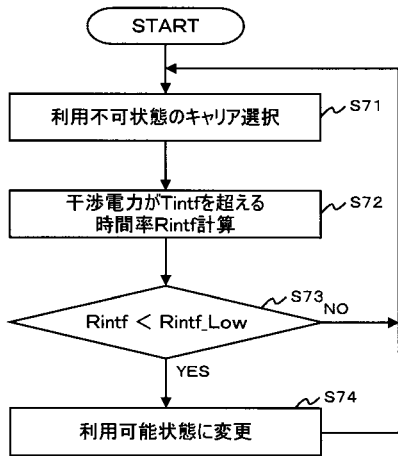 START
利用不可状態のキャリア選択
S71
干渉電力がTintfを超える
時間率Rintf計算
S72
Rintf < Rintf_Low
S73
NO
YES
利用可能状態に変更
S74